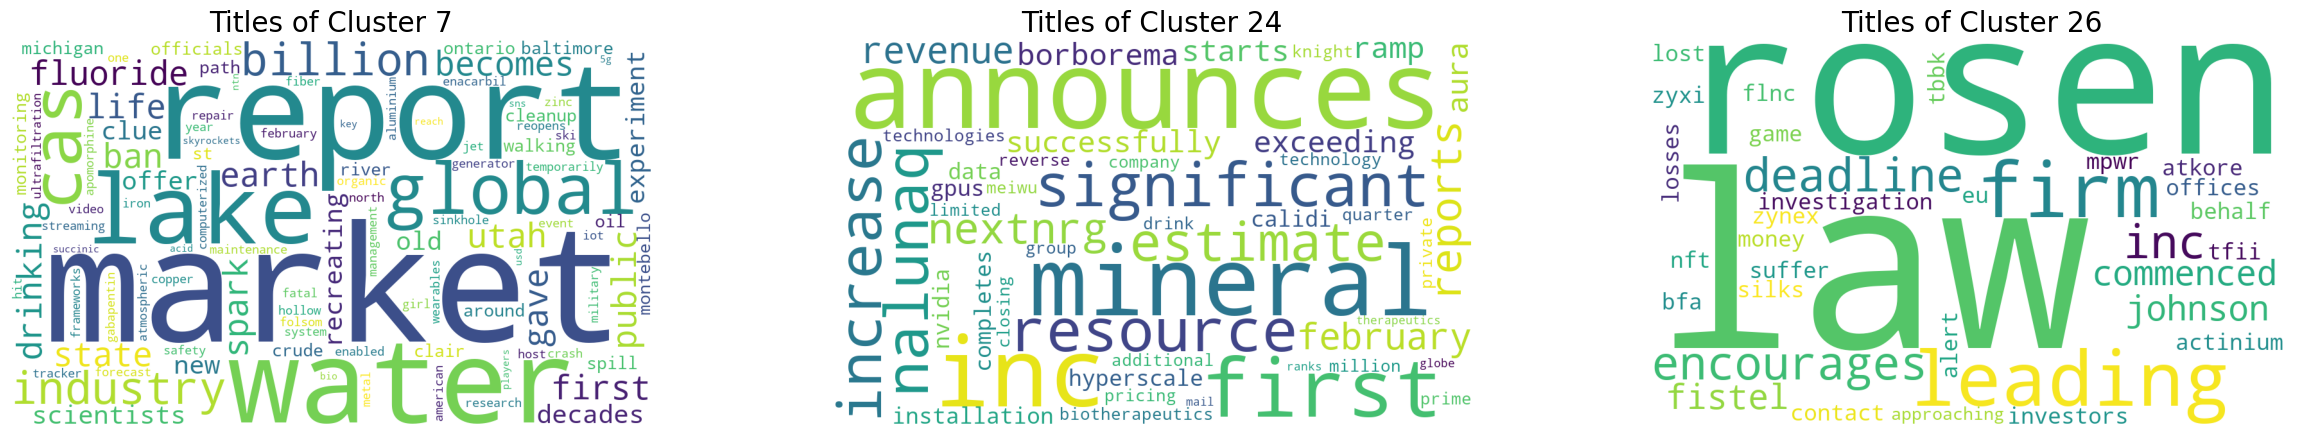 Titles of Cluster 7
michigan one officials billion ontario baltimore
fluoride path becomes 5g
ntn fiber enacarbil
cas life report experiment
monitoring ultrafiltration apomorphine clue repair year skyrockets february key aluminium reach sns zinc cleanup reopens ski
ban st earth river organic jet generator walking temporarily
drinking offer lake global
video streaming iron computerized north recreating management old sinkhole event oil
succinic acid maintenance utah usd iot public montebello
hit frameworks gabapentin atmospheric copper spark market
fatal hollow folsom system girl wearables around gave military
state safety new crude enabled clair host crash spill
tracker forecast industry water bio metal american players first
scientists research decades
Titles of Cluster 24
revenue borborema starts knight ramp
announces aura
technologies successfully exceeding
increase nalunaq reverse company technology reports
data gpus meiwu significant
limited nextnrg drink calidi quarter
group estimate private
nvidia completes closing mineral
resource february therapeutics
inc additional ranks million globe first
hyperscale pricing mail prime
installation biotherapeutics
Titles of Cluster 26
lost rosen
zyxi flnc tbbk
losses game
deadline firm mpwr atkore
investigation eu offices
zynex behalf
money law inc tfii
nft suffer commenced
bfa silks johnson
alert actinium
encourages leading
fistel
contact approaching investors